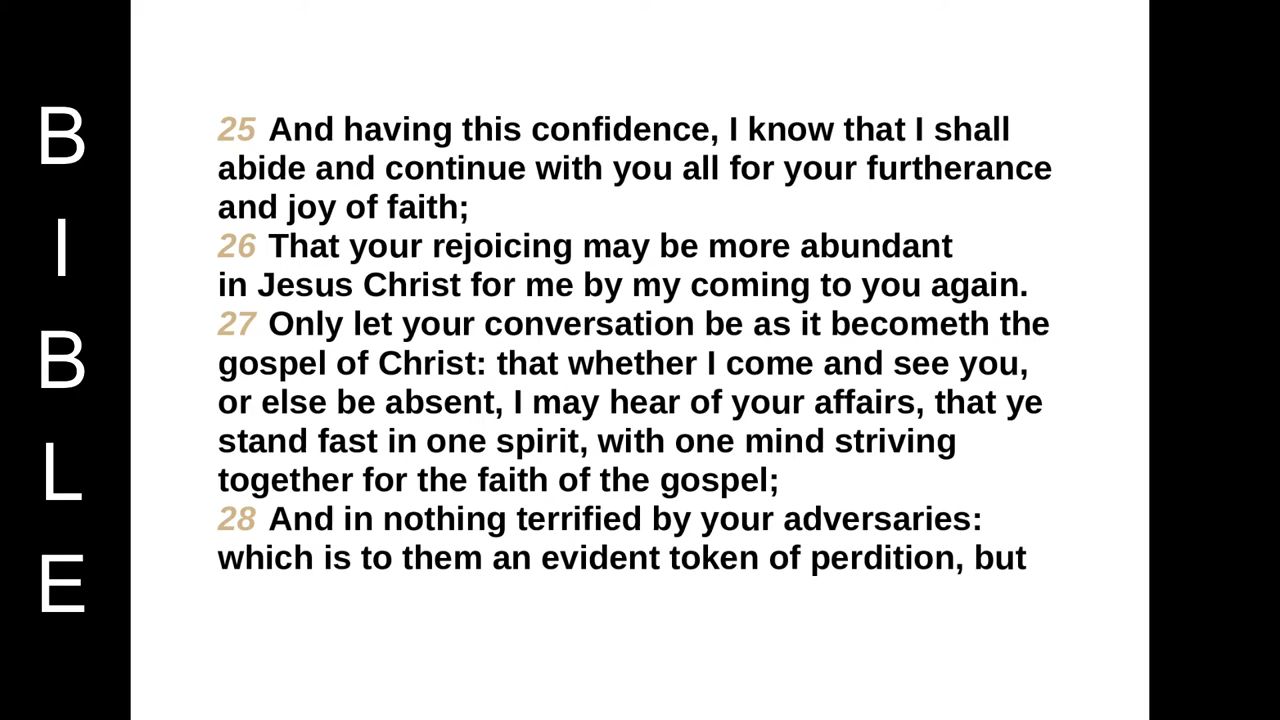 BIBLE
25 And having this confidence, I know that I shall
abide and continue with you all for your furtherance
and joy of faith;
26 That your rejoicing may be more abundant
in Jesus Christ for me by my coming to you again.
27 Only let your conversation be as it becometh the
gospel of Christ: that whether I come and see you,
or else be absent, I may hear of your affairs, that ye
stand fast in one spirit, with one mind striving
together for the faith of the gospel;
28 And in nothing terrified by your adversaries:
which is to them an evident token of perdition, but